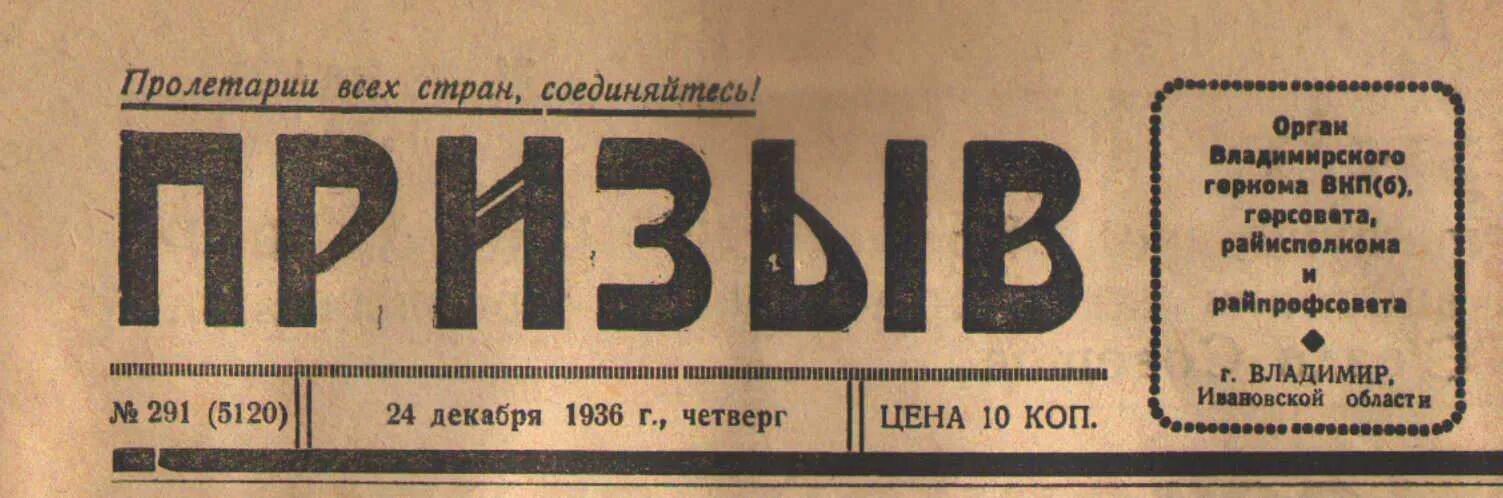 Пролетарии всех стран, соединяйтесь!
ПРИЗЫВ
Орган
Владимирского
горкома ВКП(б),
горсовета,
райисполкома
и
райпрофсовета
г. ВЛАДИМИР,
Ивановской области
№ 291 (5120)
24 декабря 1936 г., четверг
ЦЕНА 10 КОП.